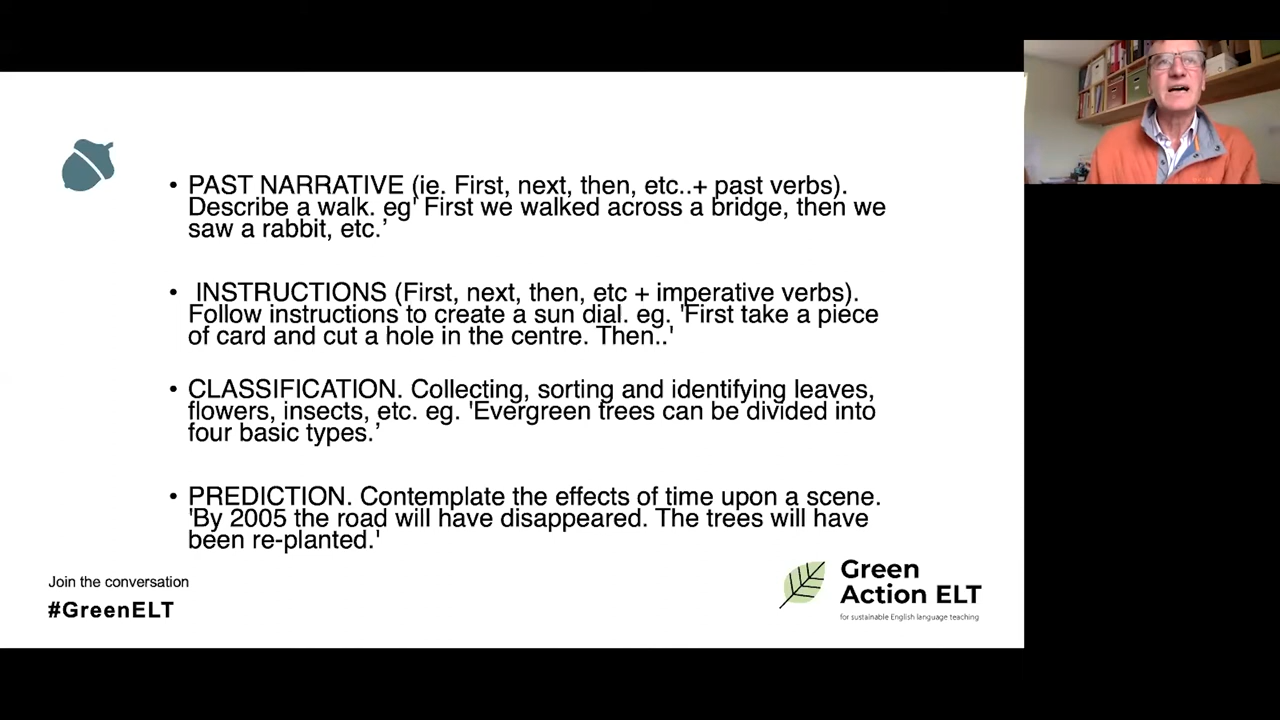 • PAST NARRATIVE (ie. First, next, then, etc..+ past verbs).
Describe a walk. eg' First we walked across a bridge, then we
saw a rabbit, etc.’
• INSTRUCTIONS (First, next, then, etc + imperative verbs).
Follow instructions to create a sun dial. eg. 'First take a piece
of card and cut a hole in the centre. Then..'
• CLASSIFICATION. Collecting, sorting and identifying leaves,
flowers, insects, etc. eg. 'Evergreen trees can be divided into
four basic types.’
• PREDICTION. Contemplate the effects of time upon a scene.
'By 2005 the road will have disappeared. The trees will have
been re-planted.'
Join the conversation
#GreenELT
Green
Action ELT
for sustainable English language teaching